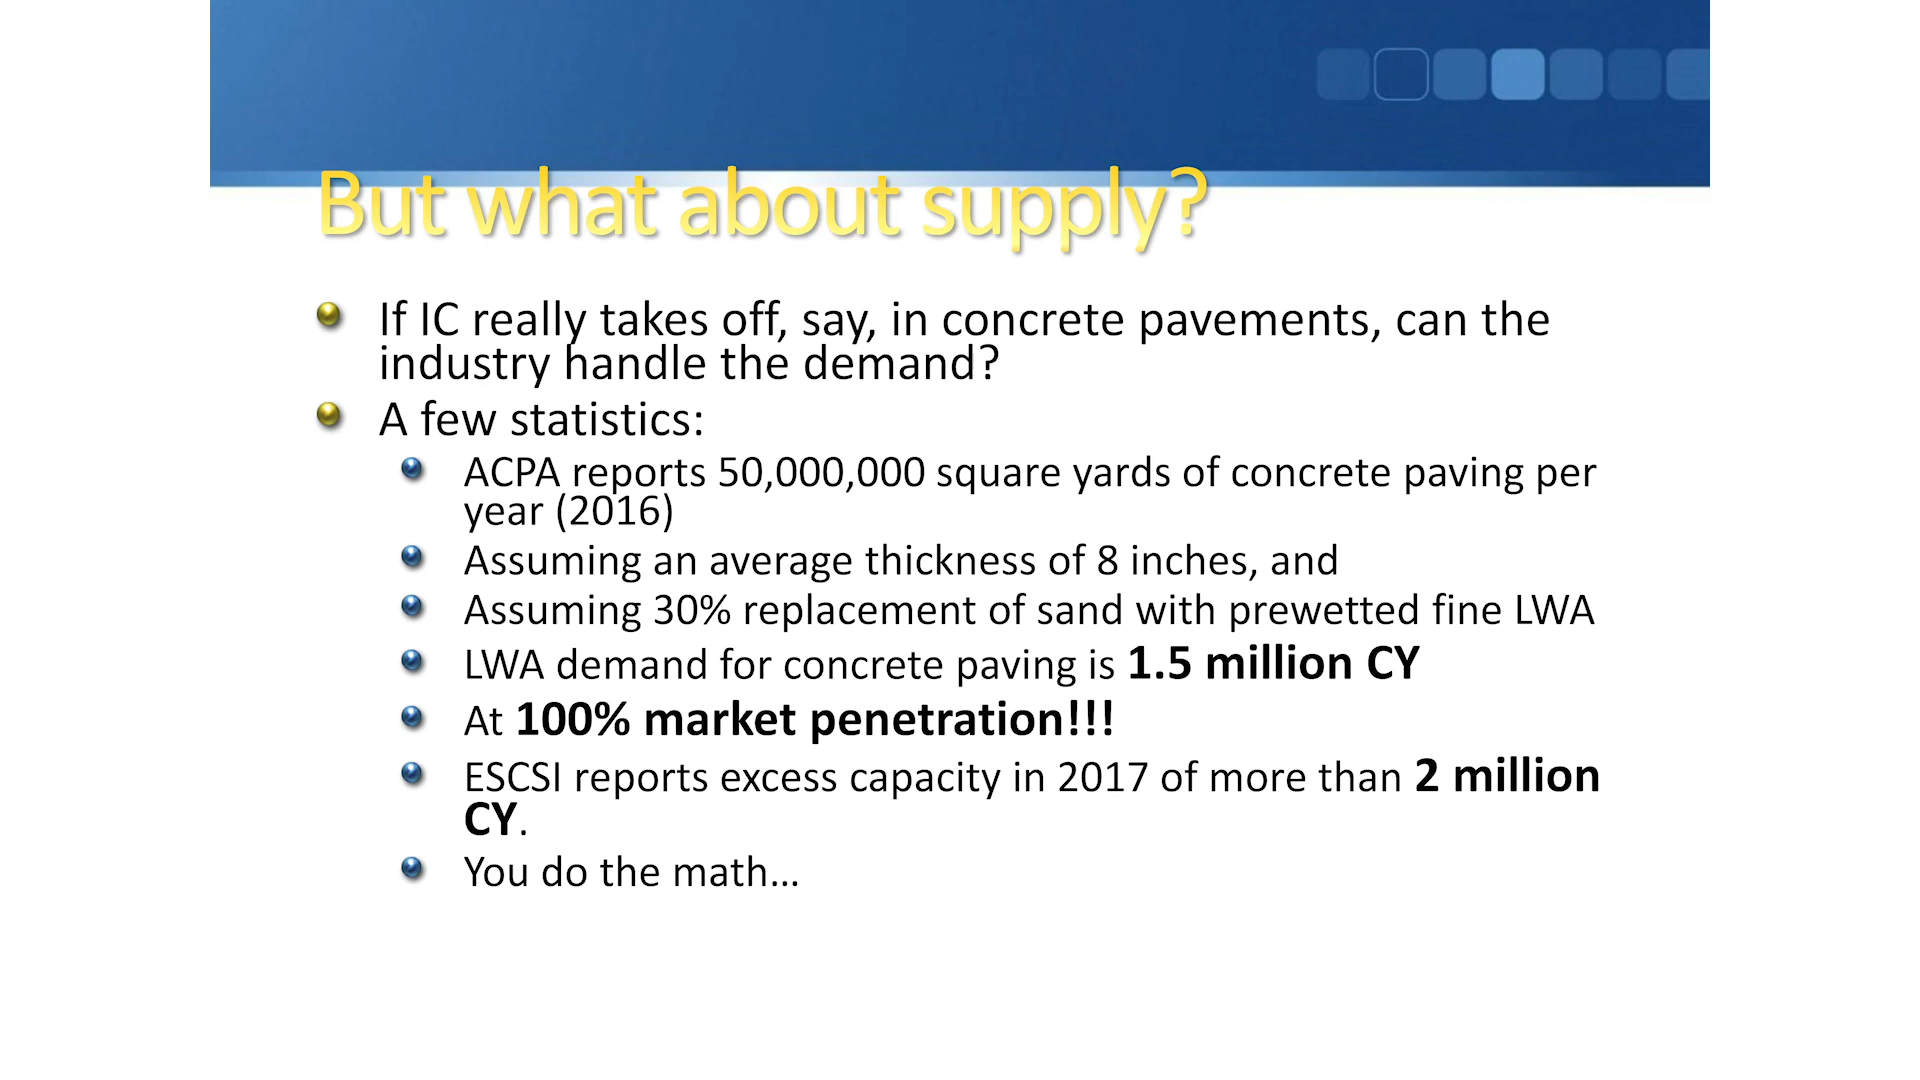 But what about supply?
If IC really takes off, say, in concrete pavements, can the
industry handle the demand?
A few statistics:
ACPA reports 50,000,000 square yards of concrete paving per
year (2016)
Assuming an average thickness of 8 inches, and
Assuming 30% replacement of sand with prewetted fine LWA
LWA demand for concrete paving is 1.5 million CY
At 100% market penetration!!!
ESCSI reports excess capacity in 2017 of more than 2 million
CY.
You do the math...